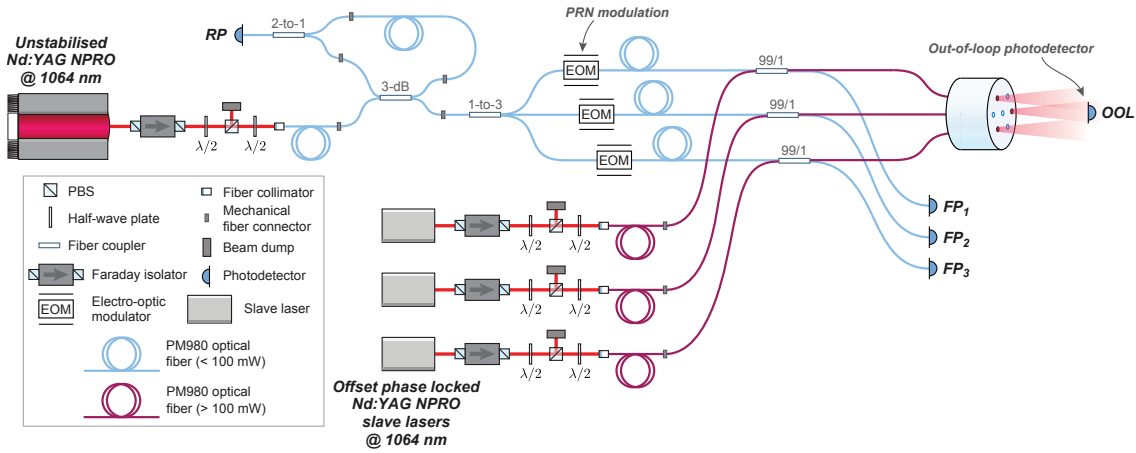 Unstabilised
Nd:YAG NPRO
@ 1064 nm
RP
2-to-1
3-dB
1-to-3
PRN modulation
EOM
EOM
EOM
99/1
99/1
99/1
Out-of-loop photodetector
OOL
λ/2
λ/2
FP1
FP2
FP3
λ/2
λ/2
λ/2
λ/2
λ/2
λ/2
Offset phase locked
Nd:YAG NPRO
slave lasers
@ 1064 nm
PBS
Half-wave plate
Fiber coupler
Faraday isolator
EOM
Electro-optic
modulator
Fiber collimator
Mechanical
fiber connector
Beam dump
Photodetector
Slave laser
PM980 optical
fiber (< 100 mW)
PM980 optical
fiber (> 100 mW)